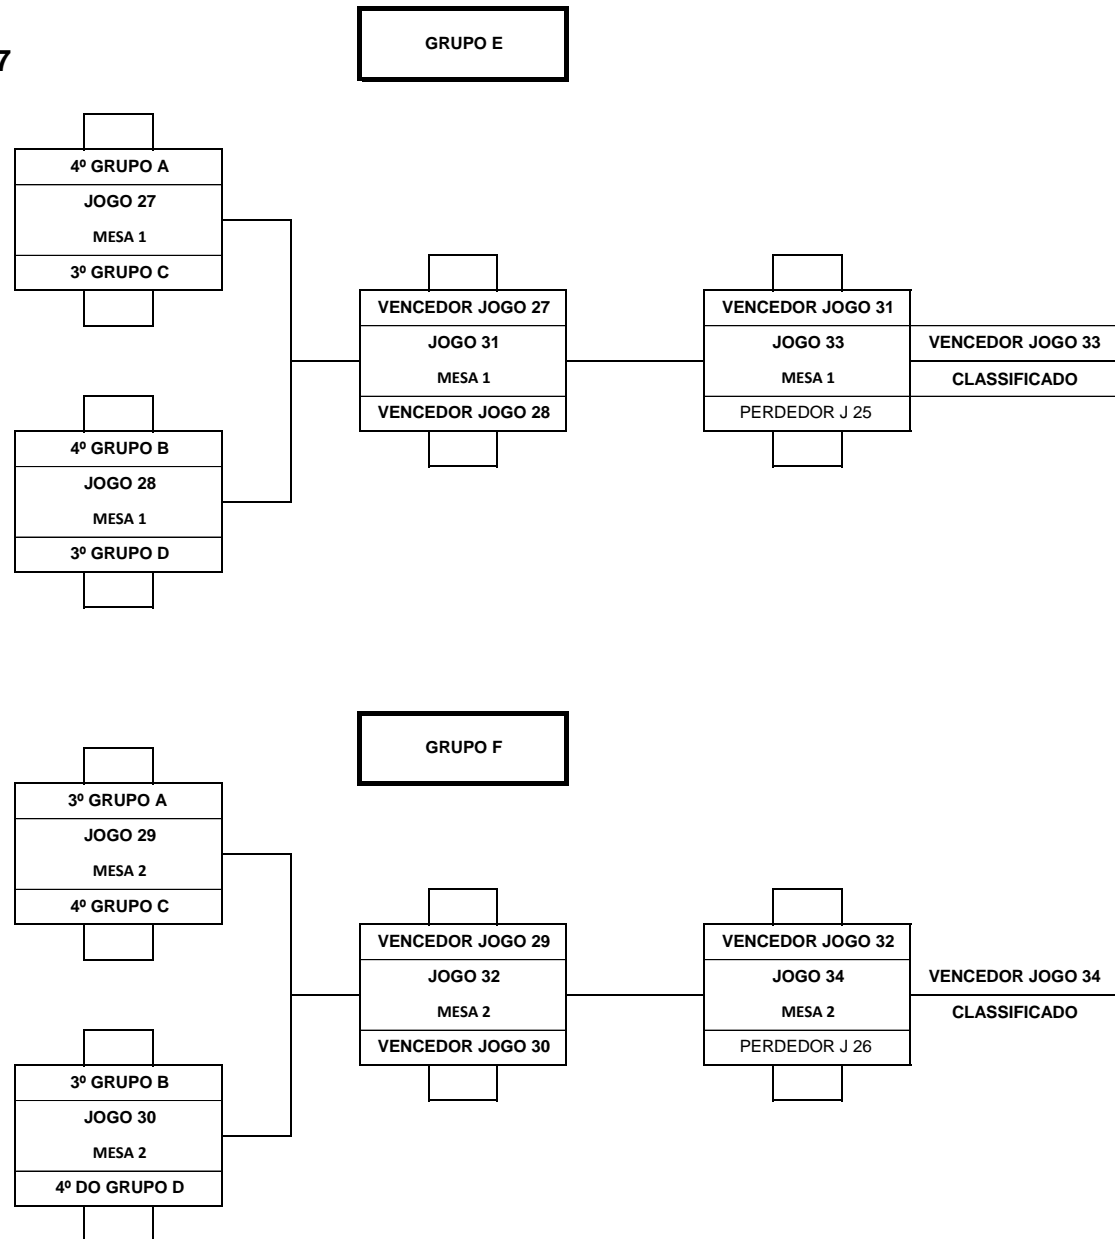 GRUPO E
7
4º GRUPO A
JOGO 27
MESA 1
3º GRUPO C
VENCEDOR JOGO 27
JOGO 31
MESA 1
VENCEDOR JOGO 28
VENCEDOR JOGO 31
JOGO 33
MESA 1
PERDEDOR J 25
VENCEDOR JOGO 33
CLASSIFICADO
4º GRUPO B
JOGO 28
MESA 1
3º GRUPO D
GRUPO F
3º GRUPO A
JOGO 29
MESA 2
4º GRUPO C
VENCEDOR JOGO 29
JOGO 32
MESA 2
VENCEDOR JOGO 30
VENCEDOR JOGO 32
JOGO 34
MESA 2
PERDEDOR J 26
VENCEDOR JOGO 34
CLASSIFICADO
3º GRUPO B
JOGO 30
MESA 2
4º DO GRUPO D